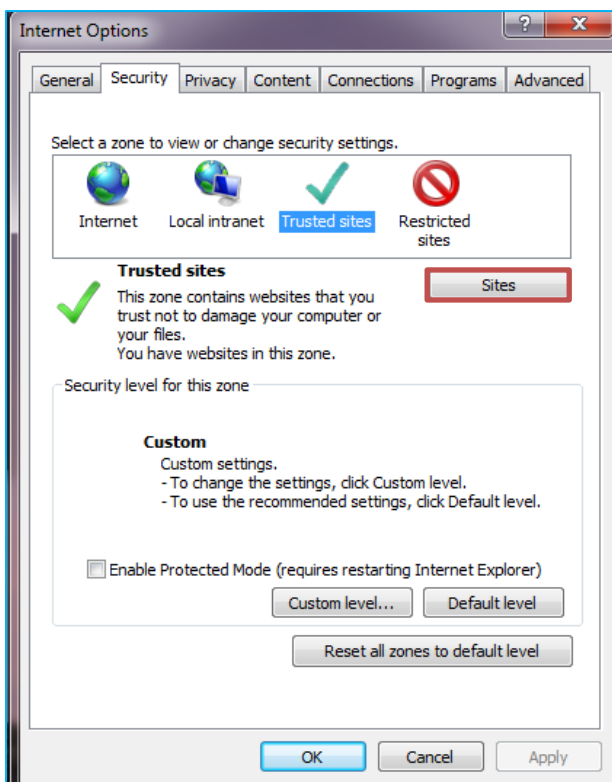 Internet Options
?
X
General Security Privacy Content Connections Programs Advanced
Select a zone to view or change security settings.
Internet Local intranet Trusted sites Restricted
sites
Trusted sites
Sites
This zone contains websites that you
trust not to damage your computer or
your files.
You have websites in this zone.
Security level for this zone
Custom
Custom settings.
- To change the settings, click Custom level.
- To use the recommended settings, click Default level.
Enable Protected Mode (requires restarting Internet Explorer)
Custom level... Default level
Reset all zones to default level
OK Cancel Apply